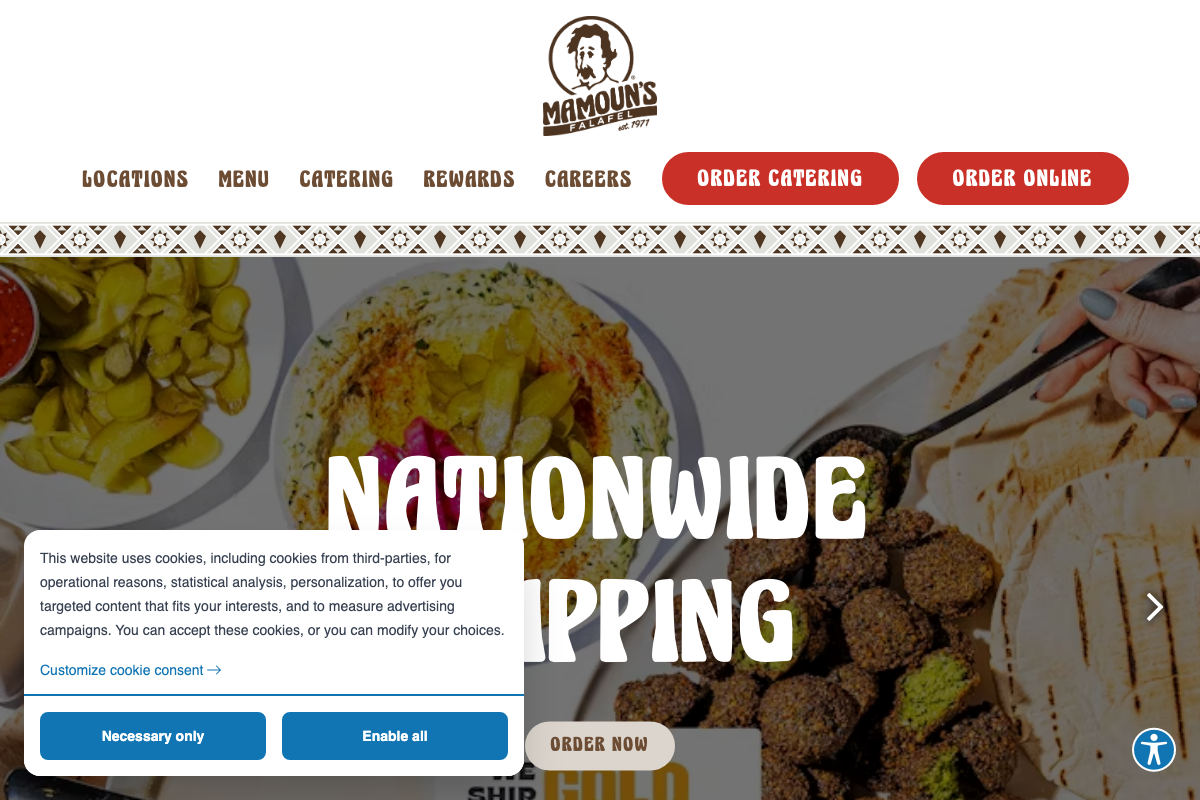 MAMOUN'S
FALAFEL
est. 1971
LOCATIONS
MENU
CATERING
REWARDS
CAREERS
ORDER CATERING
ORDER ONLINE
NATIONWIDE
IPPING
This website uses cookies, including cookies from third-parties, for
operational reasons, statistical analysis, personalization, to offer you
targeted content that fits your interests, and to measure advertising
campaigns. You can accept these cookies, or you can modify your choices.
Customize cookie consent →
Necessary only
Enable all
ORDER NOW
WE
SHIP GOLD